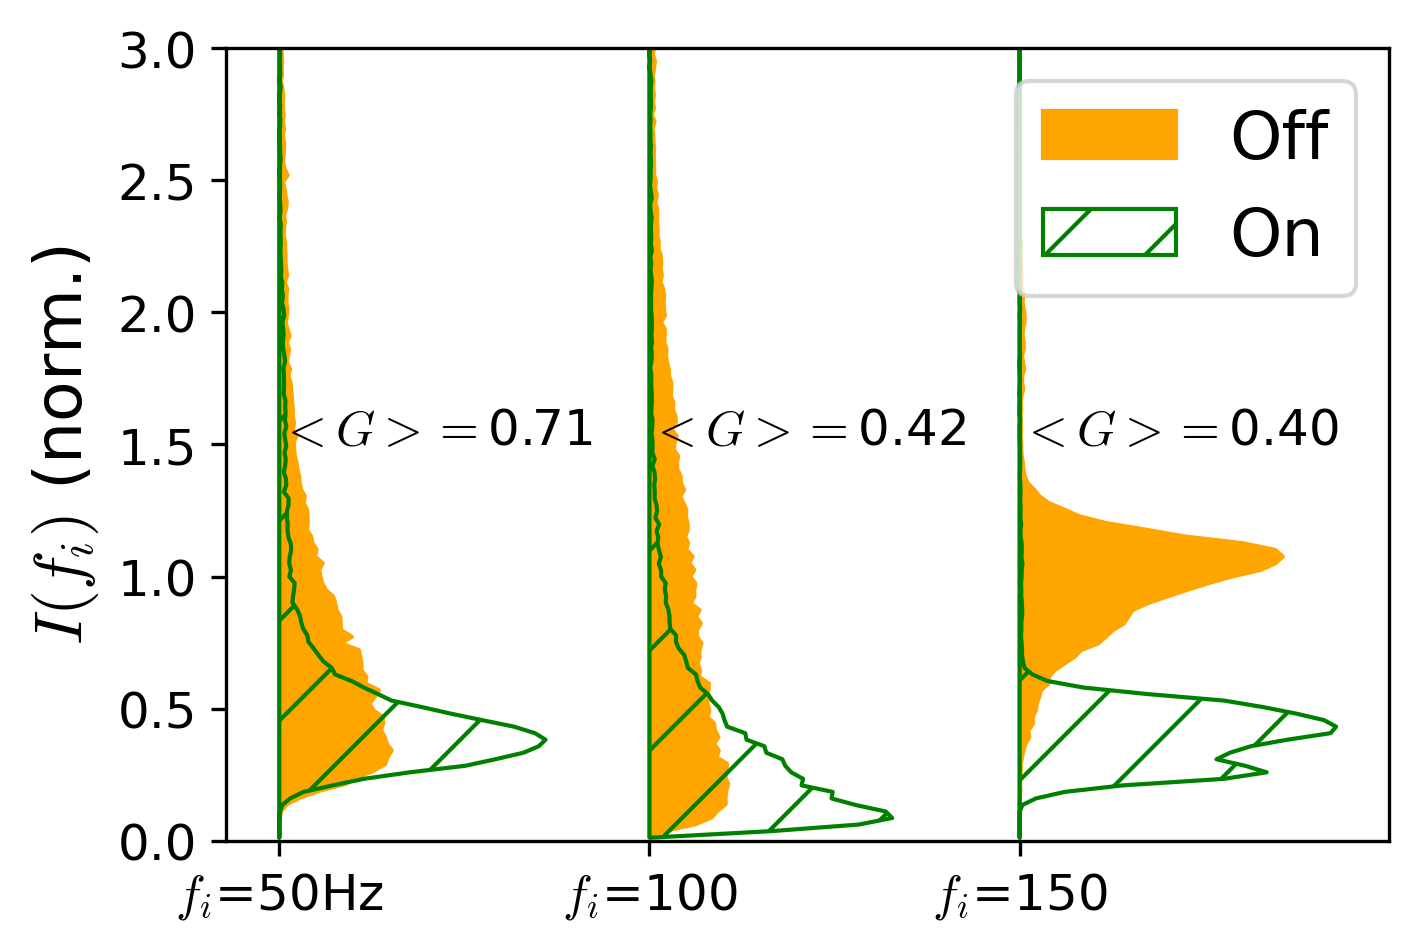 3.0
2.5
2.0
1.5
1.0
0.5
0.0
I(f_i) (norm.)
Off
On
<G>=0.71
<G>=0.42
<G>=0.40
f_i=50Hz
f_i=100
f_i=150